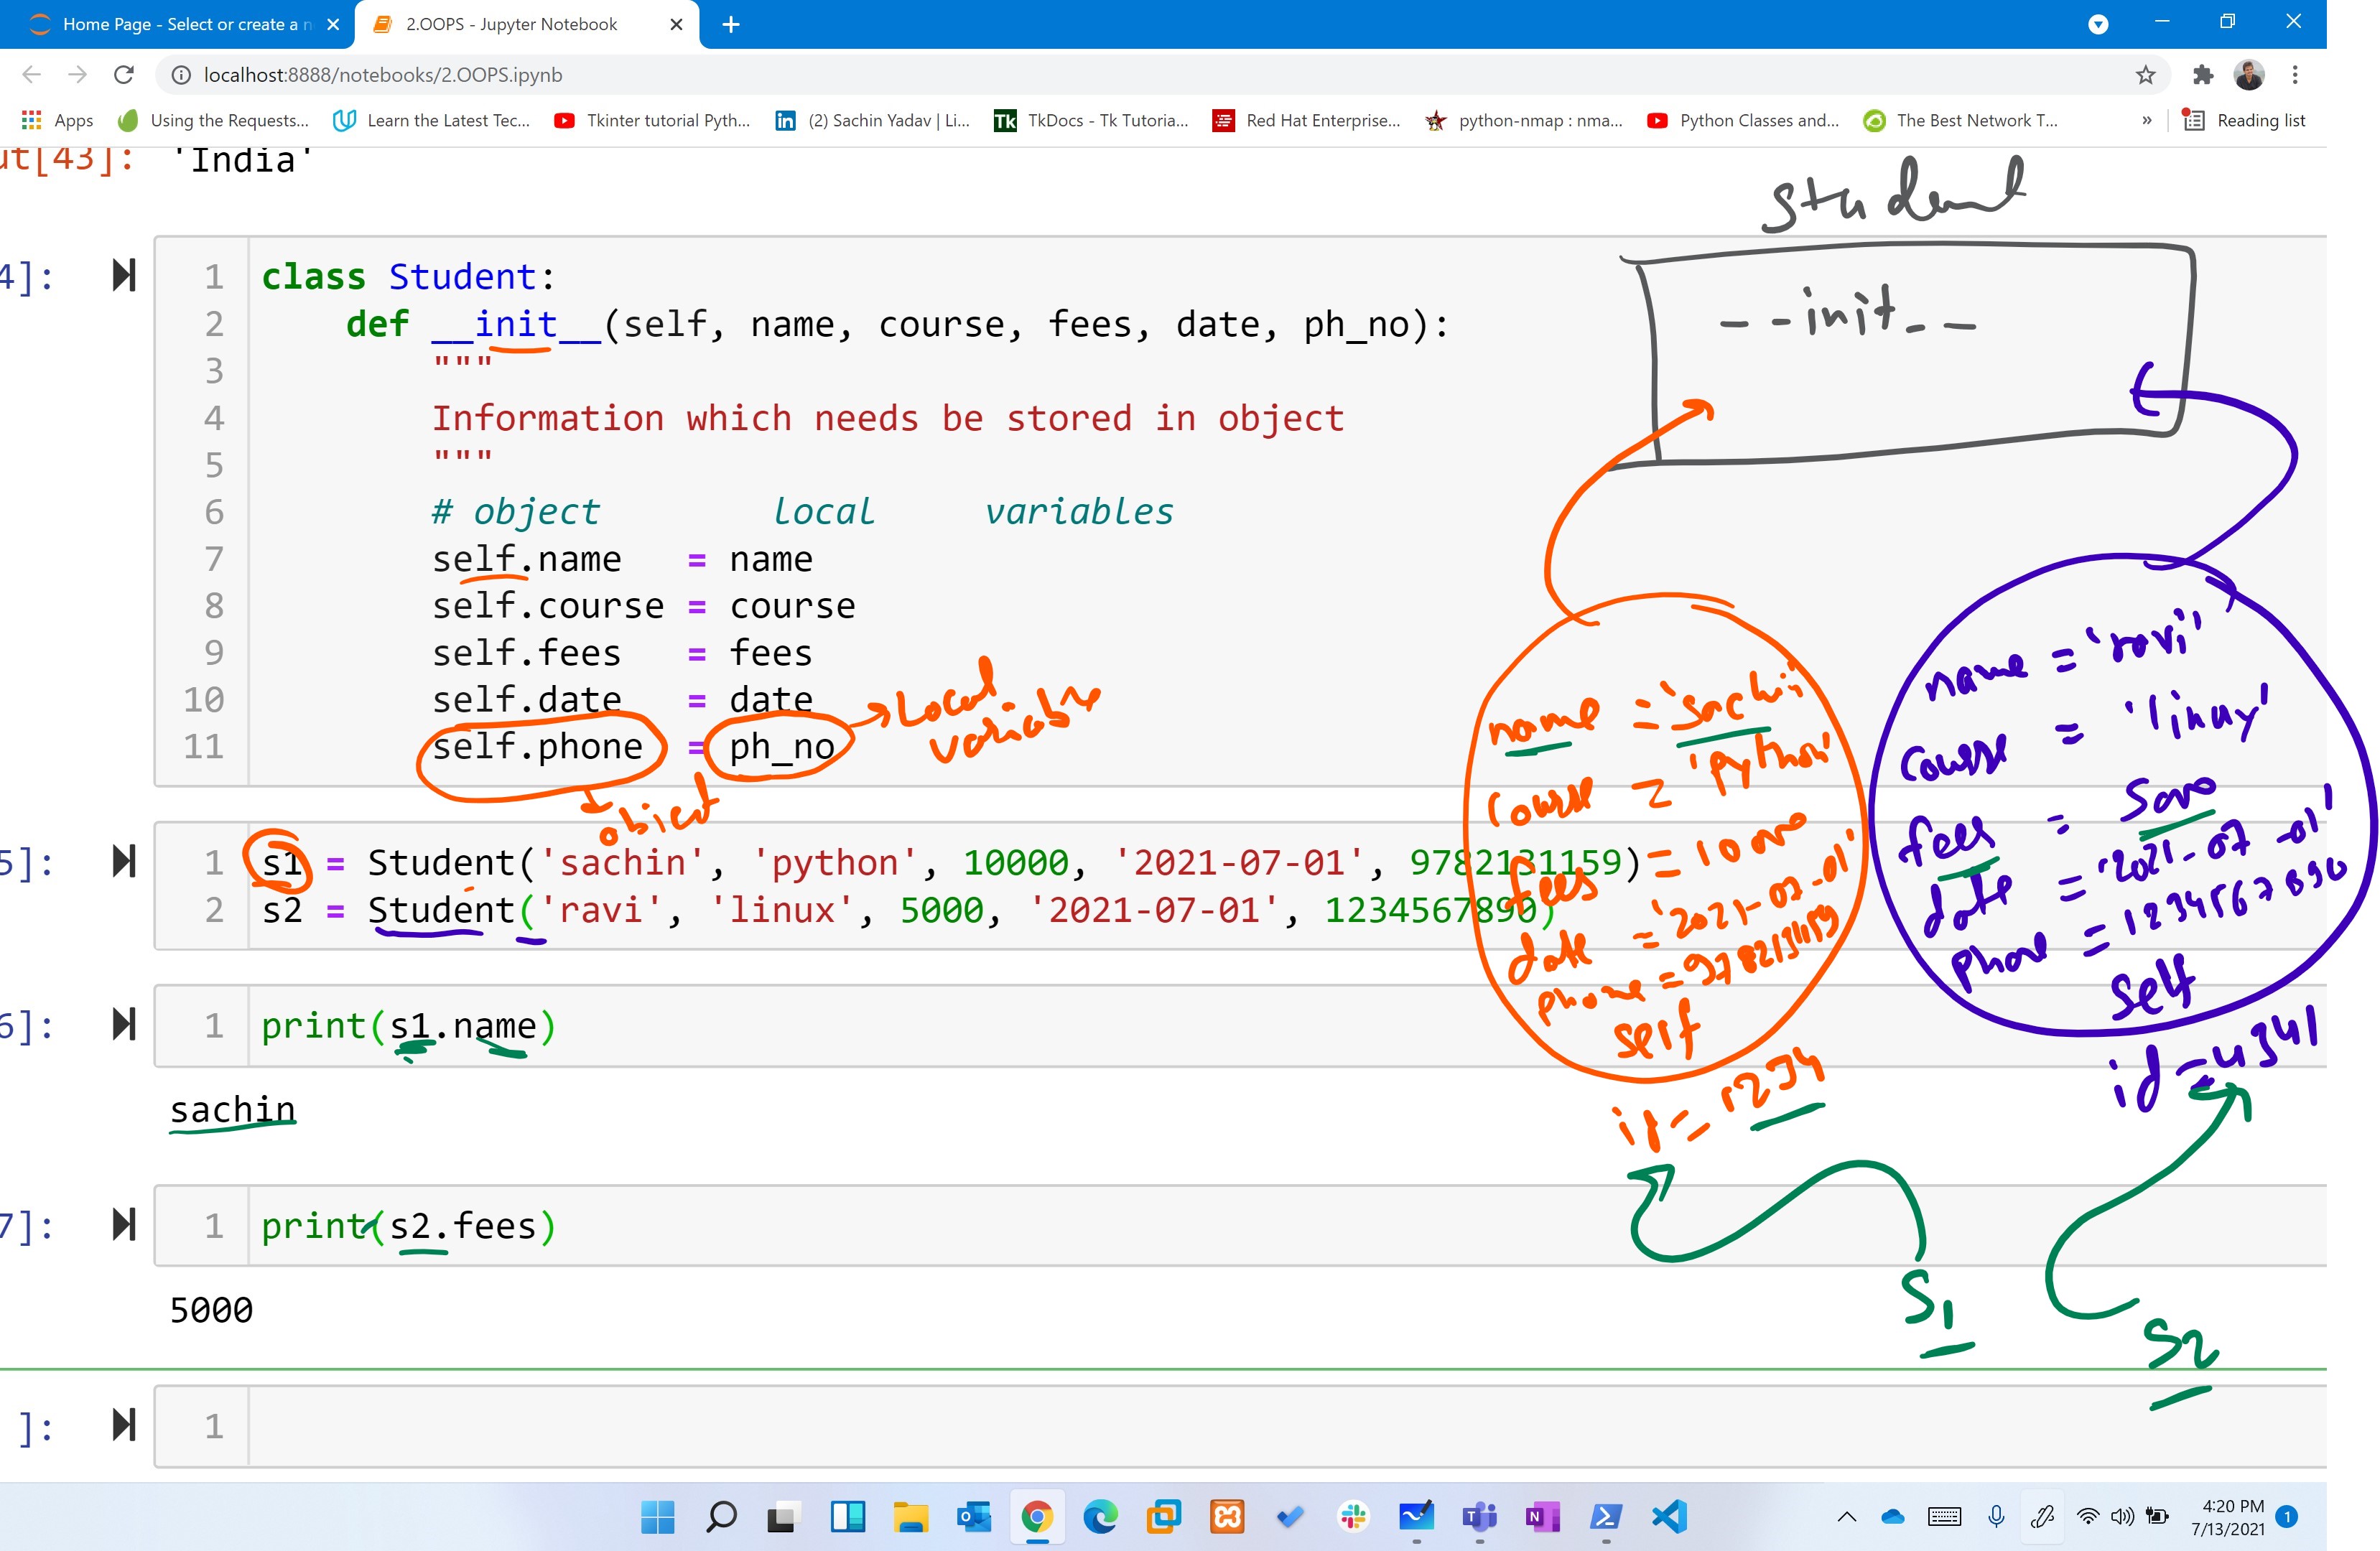 Home Page - Select or create a n
2.OOPS - Jupyter Notebook
localhost:8888/notebooks/2.OOPS.ipynb
Apps
Using the Requests...
Learn the Latest Tec...
Tkinter tutorial Pyth...
(2) Sachin Yadav | Li...
TkDocs - Tk Tutoria...
Red Hat Enterprise...
python-nmap : nma...
Python Classes and...
The Best Network T...
»
Reading list
ut[43]: 'India'
student
--init--
4]:
1 class Student:
2 def __init__(self, name, course, fees, date, ph_no):
3 """
4 Information which needs be stored in object
5 """
6 # object local variables
7 self.name = name
8 self.course = course
9 self.fees = fees
10 self.date = date
11 self.phone = ph_no
Local
variable
object
5]:
1 s1 = Student('sachin', 'python', 10000, '2021-07-01', 9782131159)
2 s2 = Student('ravi', 'linux', 5000, '2021-07-01', 1234567890)
name = 'sachin'
course = 'python'
fees = 10000
date = '2021-07-01'
phone = 9782131159
self
id = 1234
name = 'ravi'
course = 'linux'
fees = 5000
date = '2021-07-01'
phone = 1234567890
self
id = 4341
6]:
1 print(s1.name)
sachin
7]:
1 print(s2.fees)
5000
S1
S2
]:
1
4:20 PM
7/13/2021
1